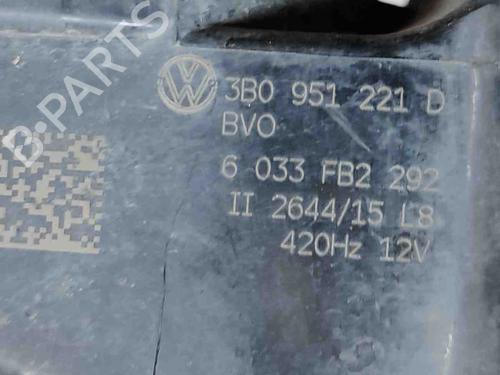 B-PARTS
3B0 951 221 D
BVO
6 033 FB2 292
II 2644/15 L8
420Hz 12V